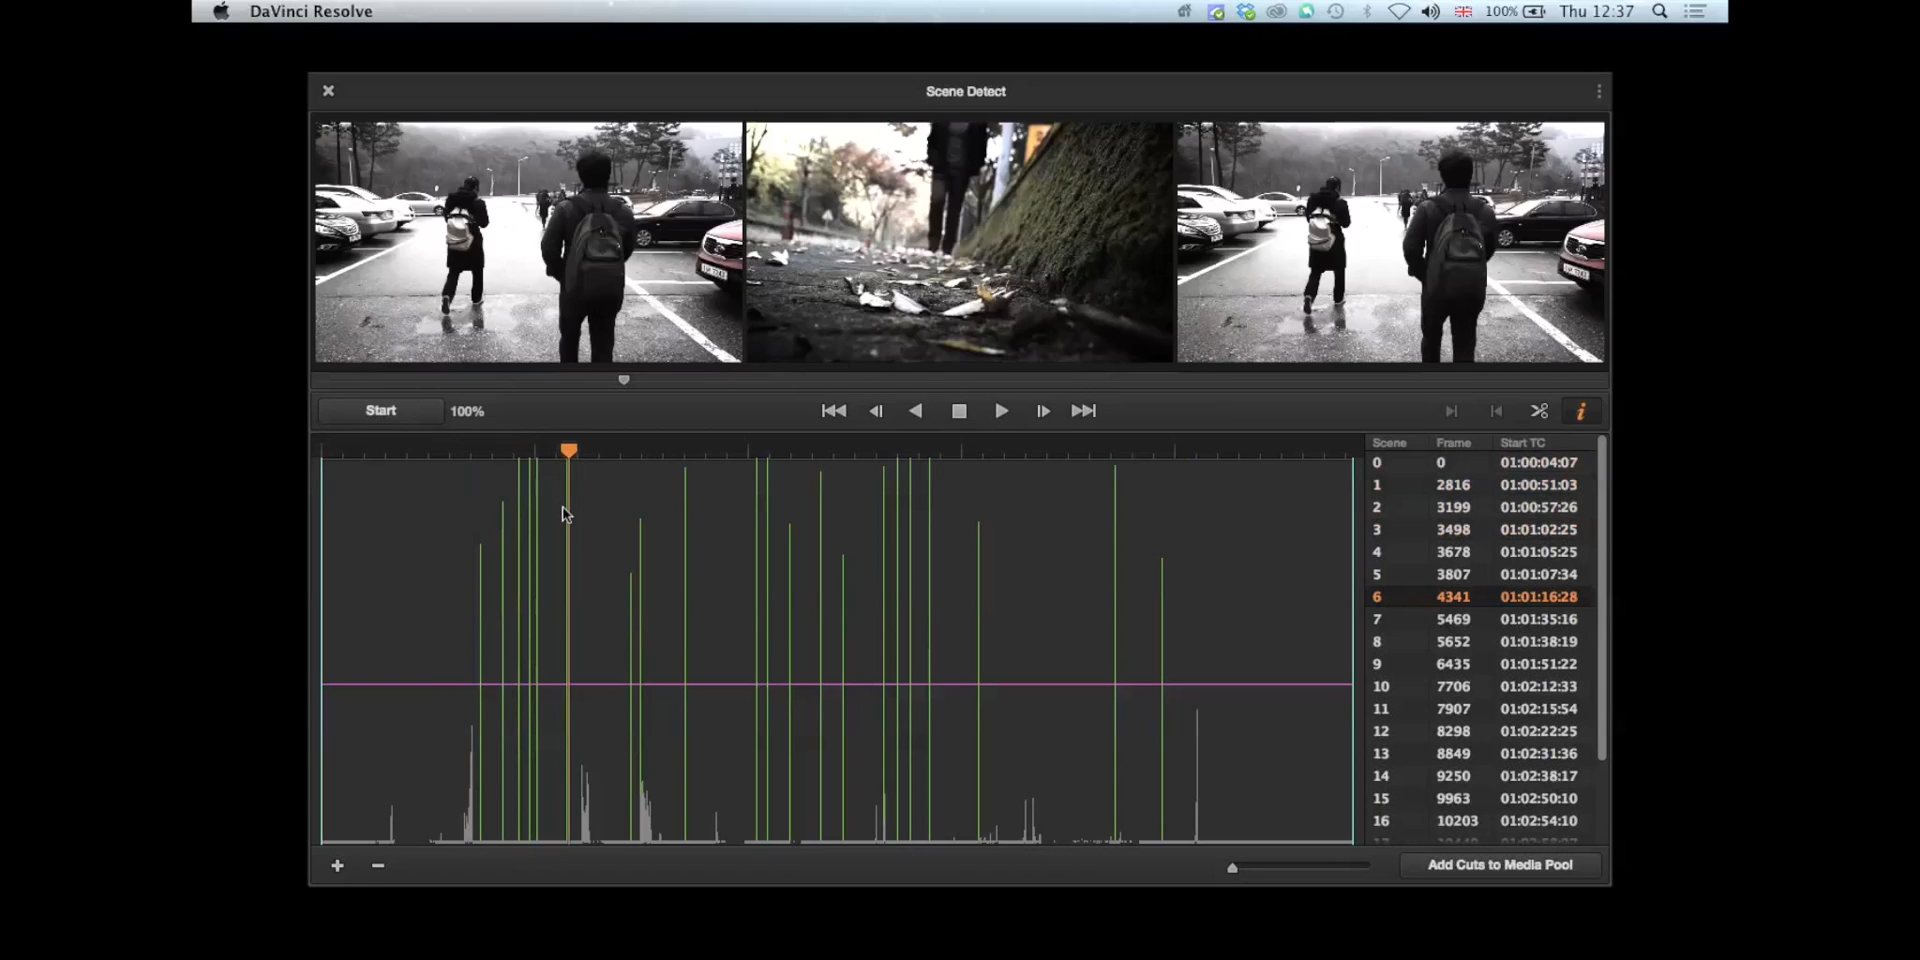 DaVinci Resolve 100% Thu 12:37
Scene Detect
Start 100%
Scene Frame Start TC
0 0 01:00:04:07
1 2816 01:00:51:03
2 3199 01:00:57:26
3 3498 01:01:02:25
4 3678 01:01:05:25
5 3807 01:01:07:34
6 4341 01:01:16:28
7 5469 01:01:35:16
8 5652 01:01:38:19
9 6435 01:01:51:22
10 7706 01:02:12:33
11 7907 01:02:15:54
12 8298 01:02:22:25
13 8849 01:02:31:36
14 9250 01:02:38:17
15 9963 01:02:50:10
16 10203 01:02:54:10
Add Cuts to Media Pool